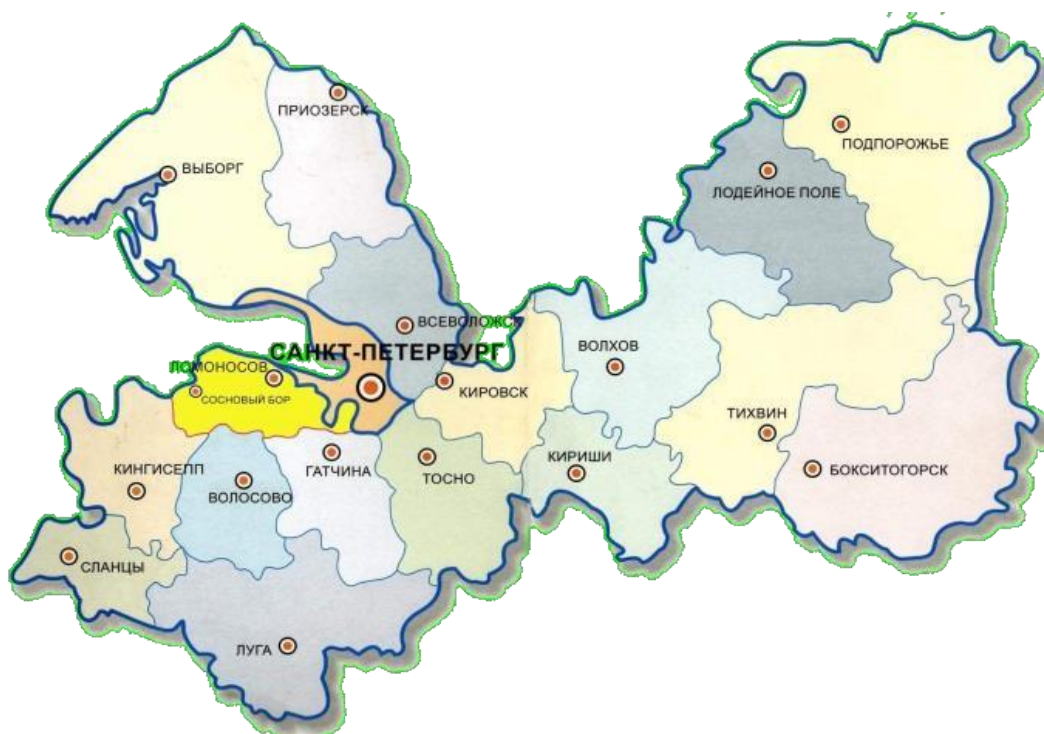 ПРИОЗЕРСК
ПОДПОРОЖЬЕ
ВЫБОРГ
ЛОДЕЙНОЕ ПОЛЕ
ВСЕВОЛОЖСК
САНКТ-ПЕТЕРБУРГ
ВОЛХОВ
ЛОМОНОСОВ
КИРОВСК
СОСНОВЫЙ БОР
ТИХВИН
КИРИШИ
КИНГИСЕПП
ГАТЧИНА
ТОСНО
БОКСИТОГОРСК
ВОЛОСОВО
СЛАНЦЫ
ЛУГА